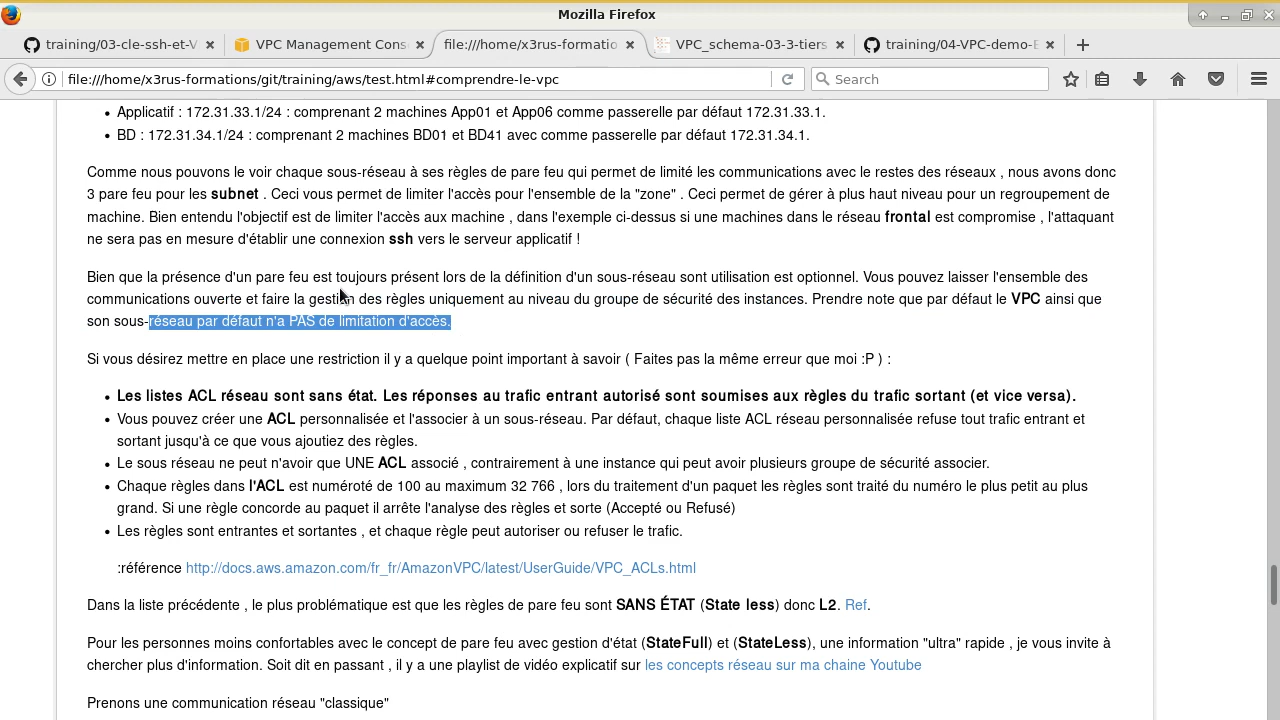 Mozilla Firefox
training/03-cle-ssh-et-V
VPC Management Cons
file:///home/x3rus-formatio
VPC_schema-03-3-tiers
training/04-VPC-demo-E
file:///home/x3rus-formations/git/training/aws/test.html#comprendre-le-vpc
Search
Applicatif : 172.31.33.1/24 : comprenant 2 machines App01 et App06 comme passerelle par défaut 172.31.33.1.
BD : 172.31.34.1/24 : comprenant 2 machines BD01 et BD41 avec comme passerelle par défaut 172.31.34.1.
Comme nous pouvons le voir chaque sous-réseau à ses règles de pare feu qui permet de limité les communications avec le restes des réseaux , nous avons donc
3 pare feu pour les subnet . Ceci vous permet de limiter l'accès pour l'ensemble de la "zone" . Ceci permet de gérer à plus haut niveau pour un regroupement de
machine. Bien entendu l'objectif est de limiter l'accès aux machine , dans l'exemple ci-dessus si une machines dans le réseau frontal est compromise , l'attaquant
ne sera pas en mesure d'établir une connexion ssh vers le serveur applicatif !
Bien que la présence d'un pare feu est toujours présent lors de la définition d'un sous-réseau sont utilisation est optionnel. Vous pouvez laisser l'ensemble des
communications ouverte et faire la gestion des règles uniquement au niveau du groupe de sécurité des instances. Prendre note que par défaut le VPC ainsi que
son sous-réseau par défaut n'a PAS de limitation d'accès.
Si vous désirez mettre en place une restriction il y a quelque point important à savoir ( Faites pas la même erreur que moi :P ) :
Les listes ACL réseau sont sans état. Les réponses au trafic entrant autorisé sont soumises aux règles du trafic sortant (et vice versa).
Vous pouvez créer une ACL personnalisée et l'associer à un sous-réseau. Par défaut, chaque liste ACL réseau personnalisée refuse tout trafic entrant et
sortant jusqu'à ce que vous ajoutiez des règles.
Le sous réseau ne peut n'avoir que UNE ACL associé , contrairement à une instance qui peut avoir plusieurs groupe de sécurité associer.
Chaque règles dans l'ACL est numéroté de 100 au maximum 32 766 , lors du traitement d'un paquet les règles sont traité du numéro le plus petit au plus
grand. Si une règle concorde au paquet il arrête l'analyse des règles et sorte (Accepté ou Refusé)
Les règles sont entrantes et sortantes , et chaque règle peut autoriser ou refuser le trafic.
:référence http://docs.aws.amazon.com/fr_fr/AmazonVPC/latest/UserGuide/VPC_ACLs.html
Dans la liste précédente , le plus problématique est que les règles de pare feu sont SANS ÉTAT (State less) donc L2. Ref.
Pour les personnes moins confortables avec le concept de pare feu avec gestion d'état (StateFull) et (StateLess), une information "ultra" rapide , je vous invite à
chercher plus d'information. Soit dit en passant , il y a une playlist de vidéo explicatif sur les concepts réseau sur ma chaine Youtube
Prenons une communication réseau "classique"